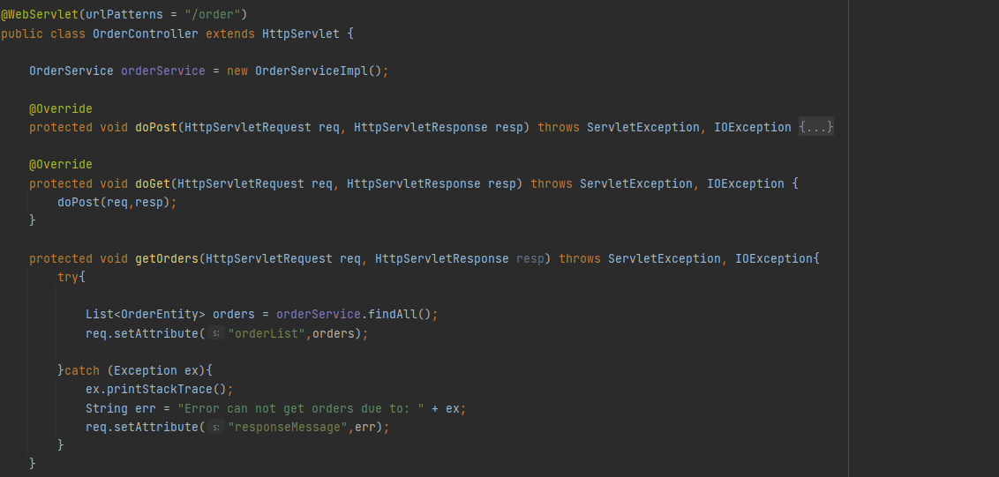 @WebServlet(urlPatterns = "/order")
public class OrderController extends HttpServlet {
OrderService orderService = new OrderServiceImpl();
@Override
protected void doPost(HttpServletRequest req, HttpServletResponse resp) throws ServletException, IOException {...}
@Override
protected void doGet(HttpServletRequest req, HttpServletResponse resp) throws ServletException, IOException {
doPost(req,resp);
}
protected void getOrders(HttpServletRequest req, HttpServletResponse resp) throws ServletException, IOException{
try{
List<OrderEntity> orders = orderService.findAll();
req.setAttribute( s: "orderList",orders);
}catch (Exception ex){
ex.printStackTrace();
String err = "Error can not get orders due to: " + ex;
req.setAttribute( s: "responseMessage",err);
}
}